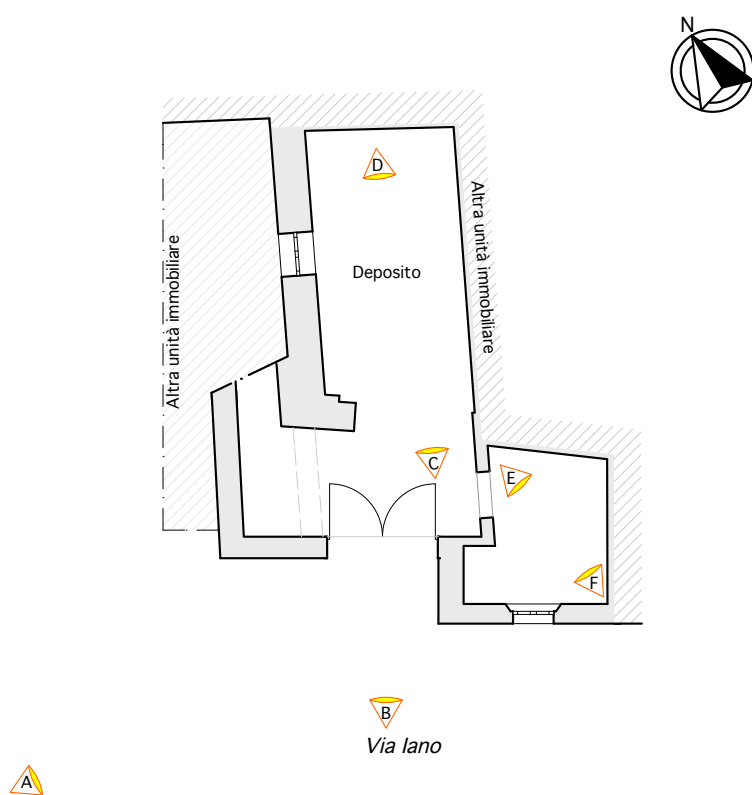 N
D
Altra unità immobiliare
Altra unità immobiliare
Deposito
C
E
F
B
Via Iano
A